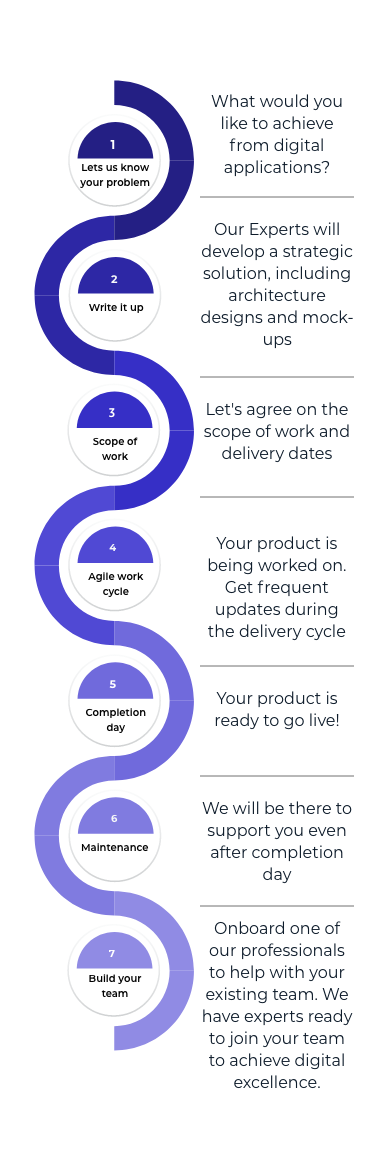 1
Lets us know
your problem
What would you
like to achieve
from digital
applications?
2
Write it up
Our Experts will
develop a strategic
solution, including
architecture
designs and mock-
ups
3
Scope of
work
Let's agree on the
scope of work and
delivery dates
4
Agile work
cycle
Your product is
being worked on.
Get frequent
updates during
the delivery cycle
5
Completion
day
Your product is
ready to go live!
6
Maintenance
We will be there to
support you even
after completion
day
7
Build your
team
Onboard one of
our professionals
to help with your
existing team. We
have experts ready
to join your team
to achieve digital
excellence.